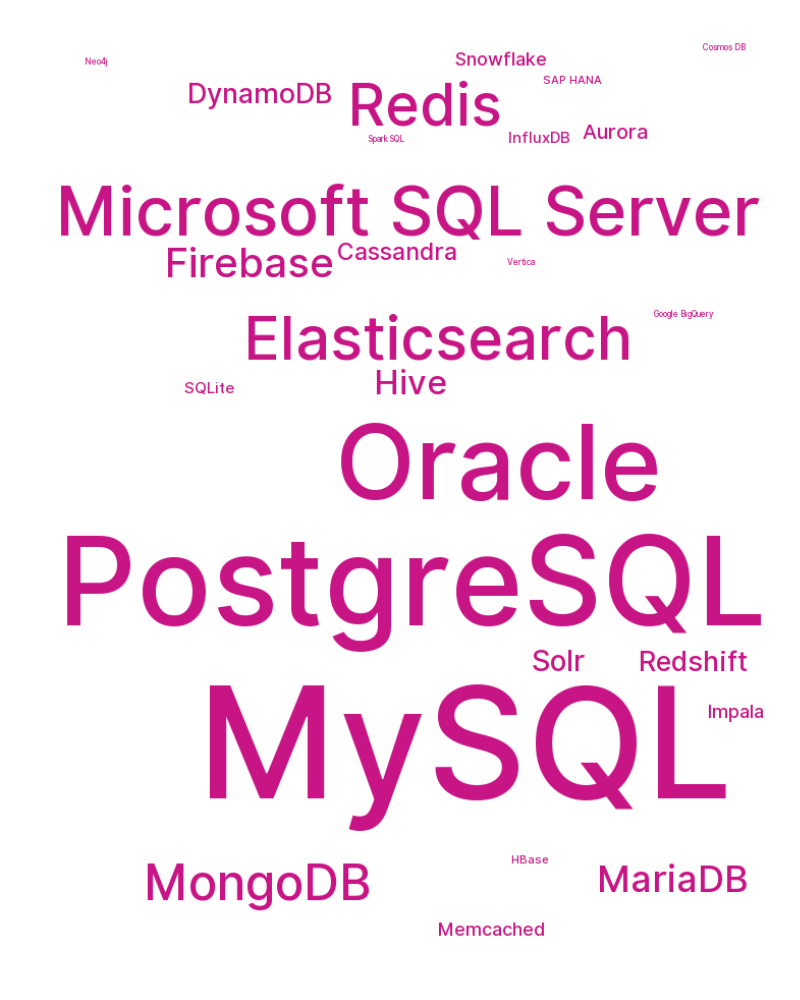 Cosmos DB
Neo4j
Snowflake
SAP HANA
DynamoDB
Redis
Spark SQL
InfluxDB
Aurora
Microsoft SQL Server
Firebase
Cassandra
Vertica
Google BigQuery
Elasticsearch
Hive
SQLite
Oracle
PostgreSQL
Solr
Redshift
Impala
MySQL
HBase
MongoDB
MariaDB
Memcached